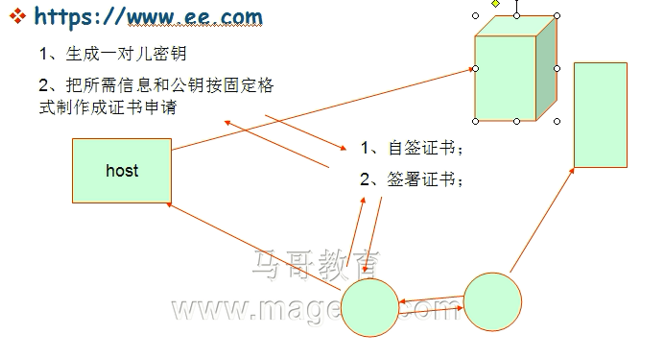 https://www.ee.com
1、生成一对儿密钥
2、把所需信息和公钥按固定格
式制作成证书申请
1、自签证书；
2、签署证书；
host
马哥教育
www.mage